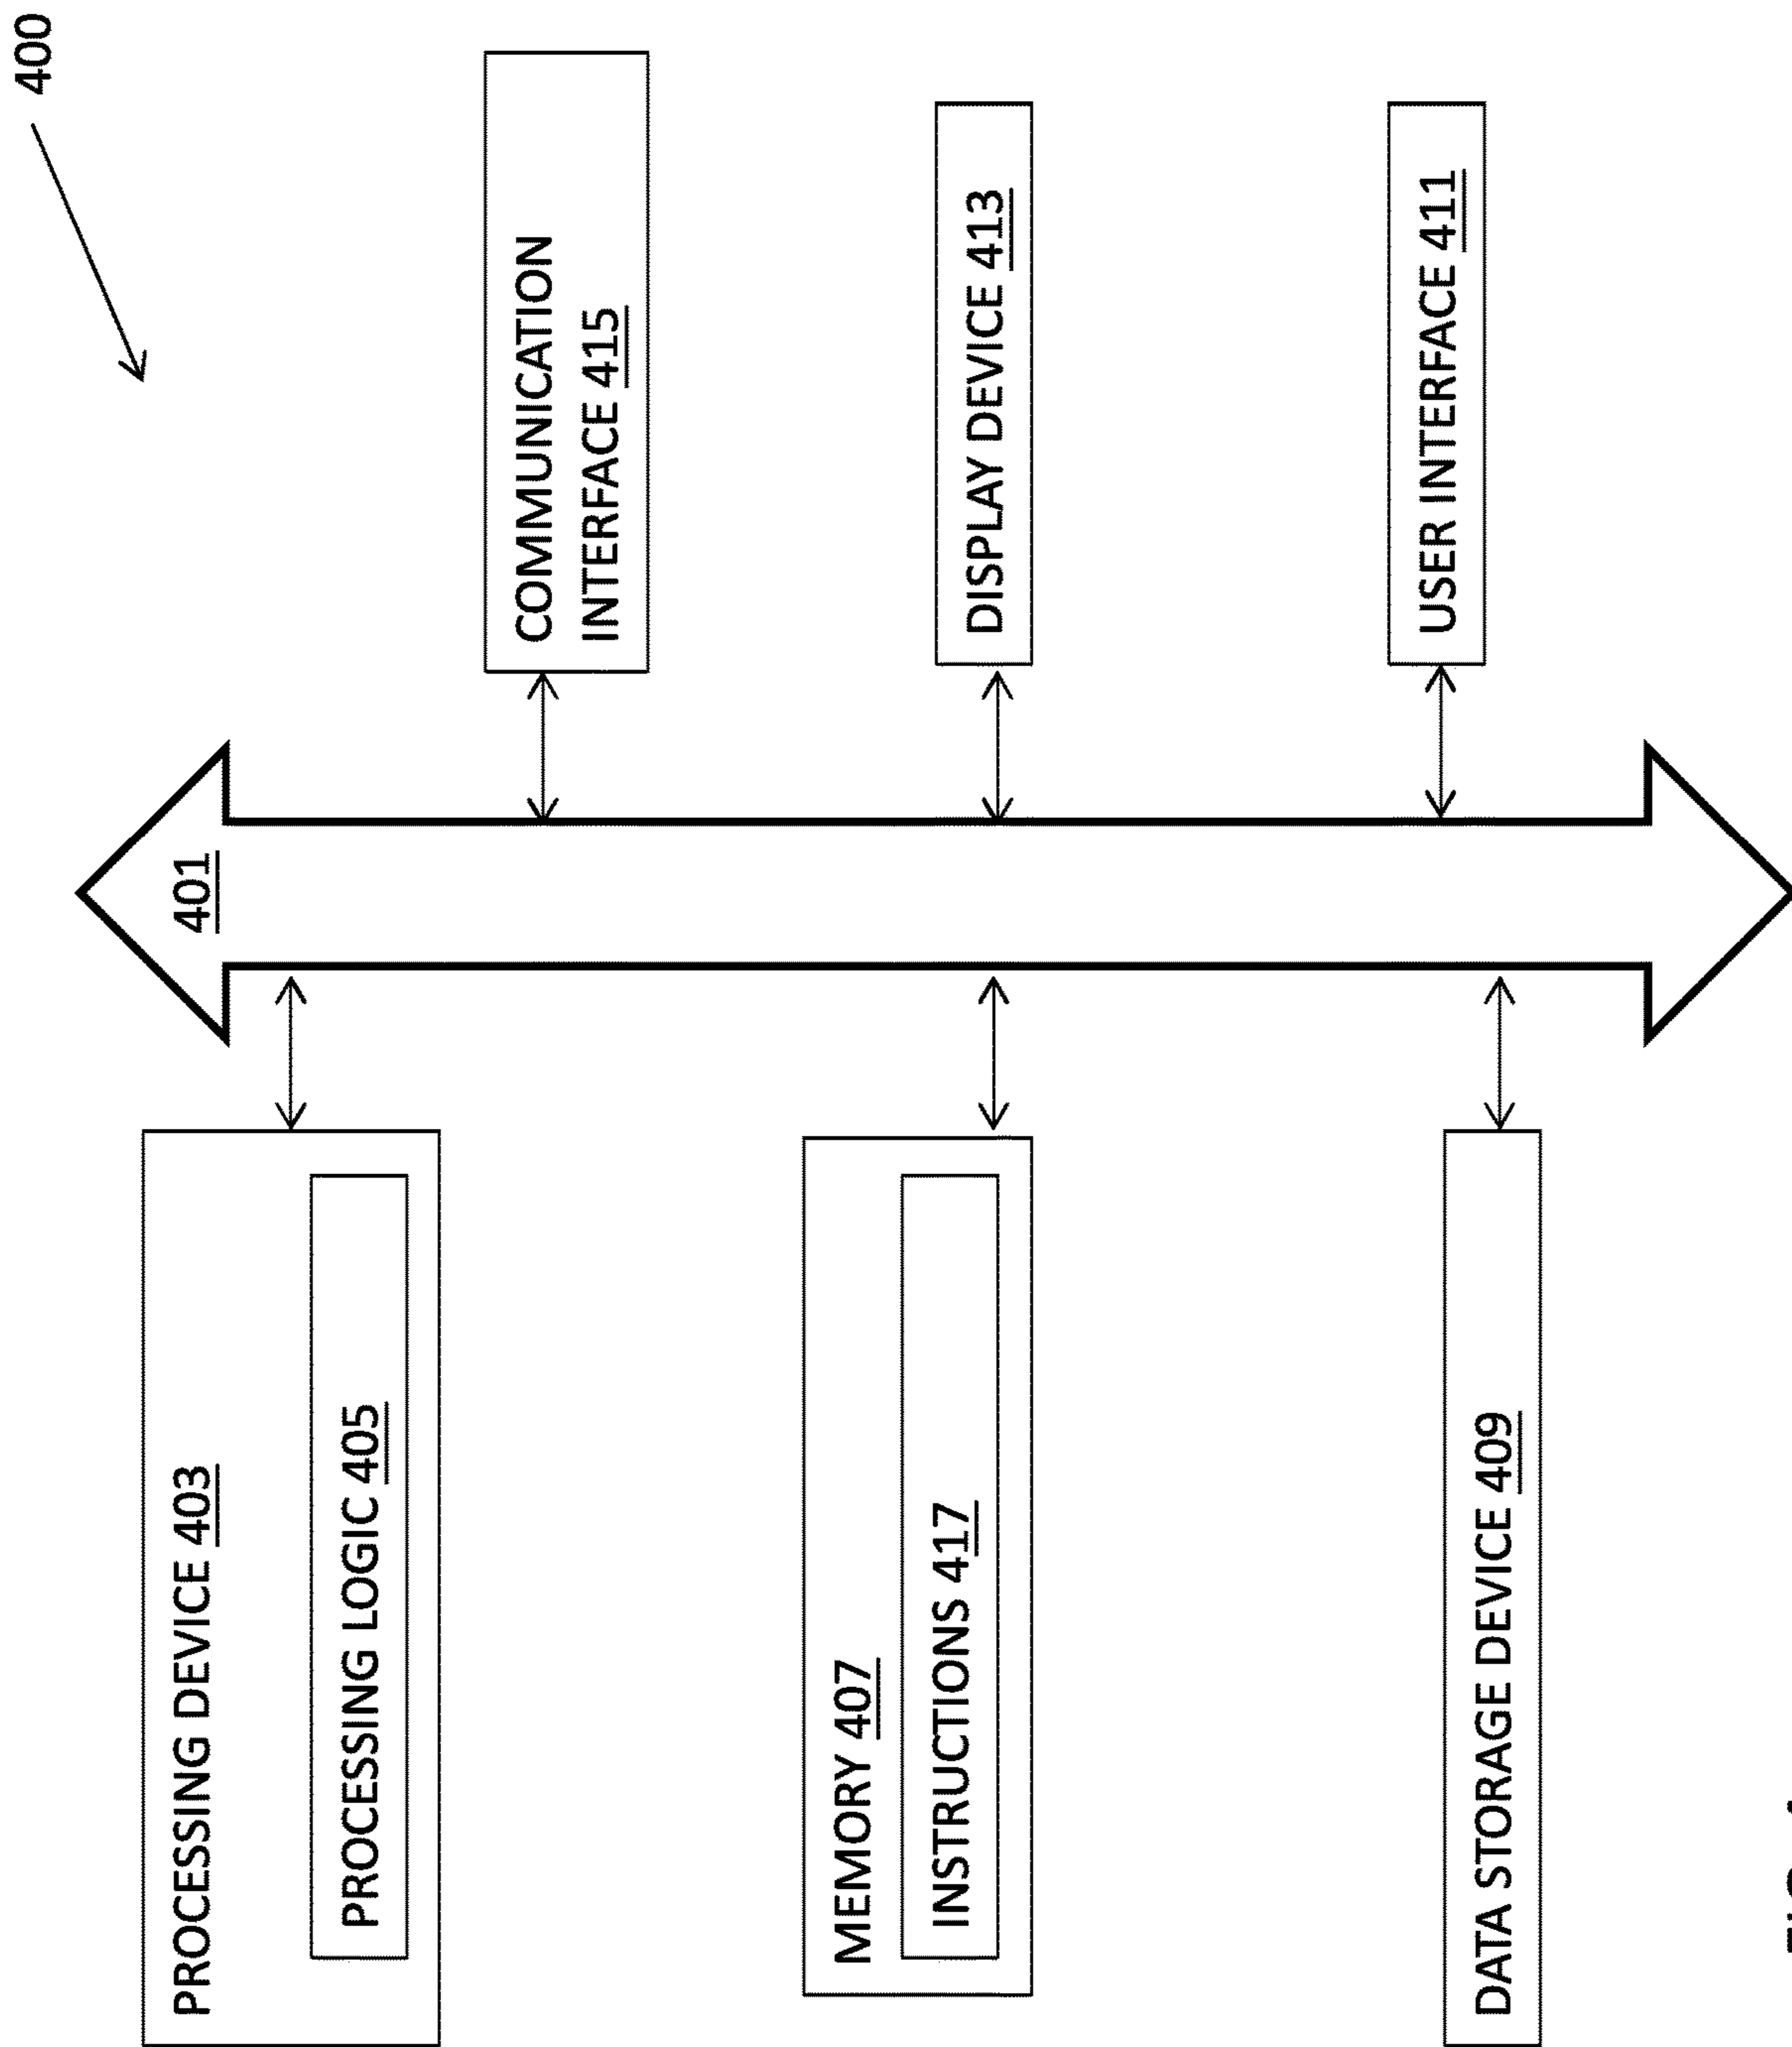 400
PROCESSING DEVICE 403
PROCESSING LOGIC 405
401
COMMUNICATION
INTERFACE 415
MEMORY 407
INSTRUCTIONS 417
DISPLAY DEVICE 413
USER INTERFACE 411
DATA STORAGE DEVICE 409